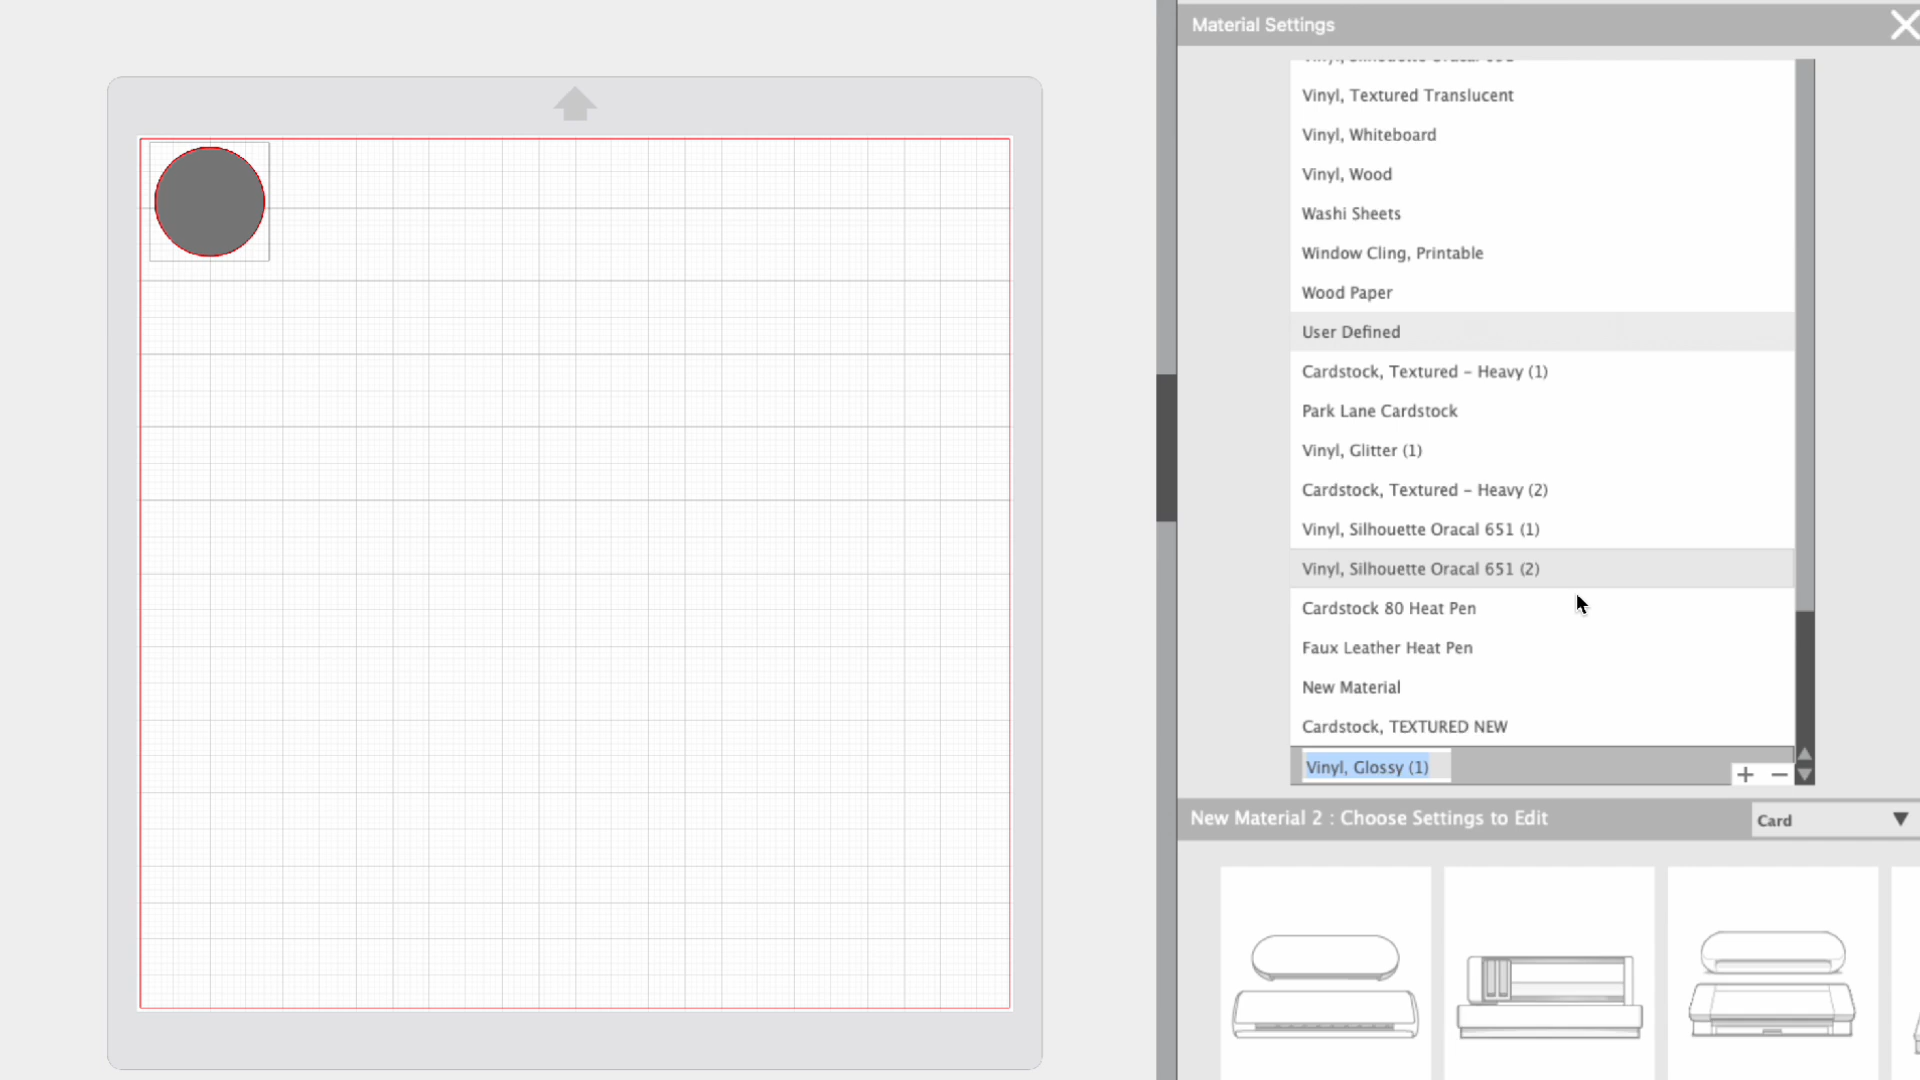 Material Settings
Vinyl, Textured Translucent
Vinyl, Whiteboard
Vinyl, Wood
Washi Sheets
Window Cling, Printable
Wood Paper
User Defined
Cardstock, Textured – Heavy (1)
Park Lane Cardstock
Vinyl, Glitter (1)
Cardstock, Textured – Heavy (2)
Vinyl, Silhouette Oracal 651 (1)
Vinyl, Silhouette Oracal 651 (2)
Cardstock 80 Heat Pen
Faux Leather Heat Pen
New Material
Cardstock, TEXTURED NEW
Vinyl, Glossy (1)
New Material 2 : Choose Settings to Edit
Card